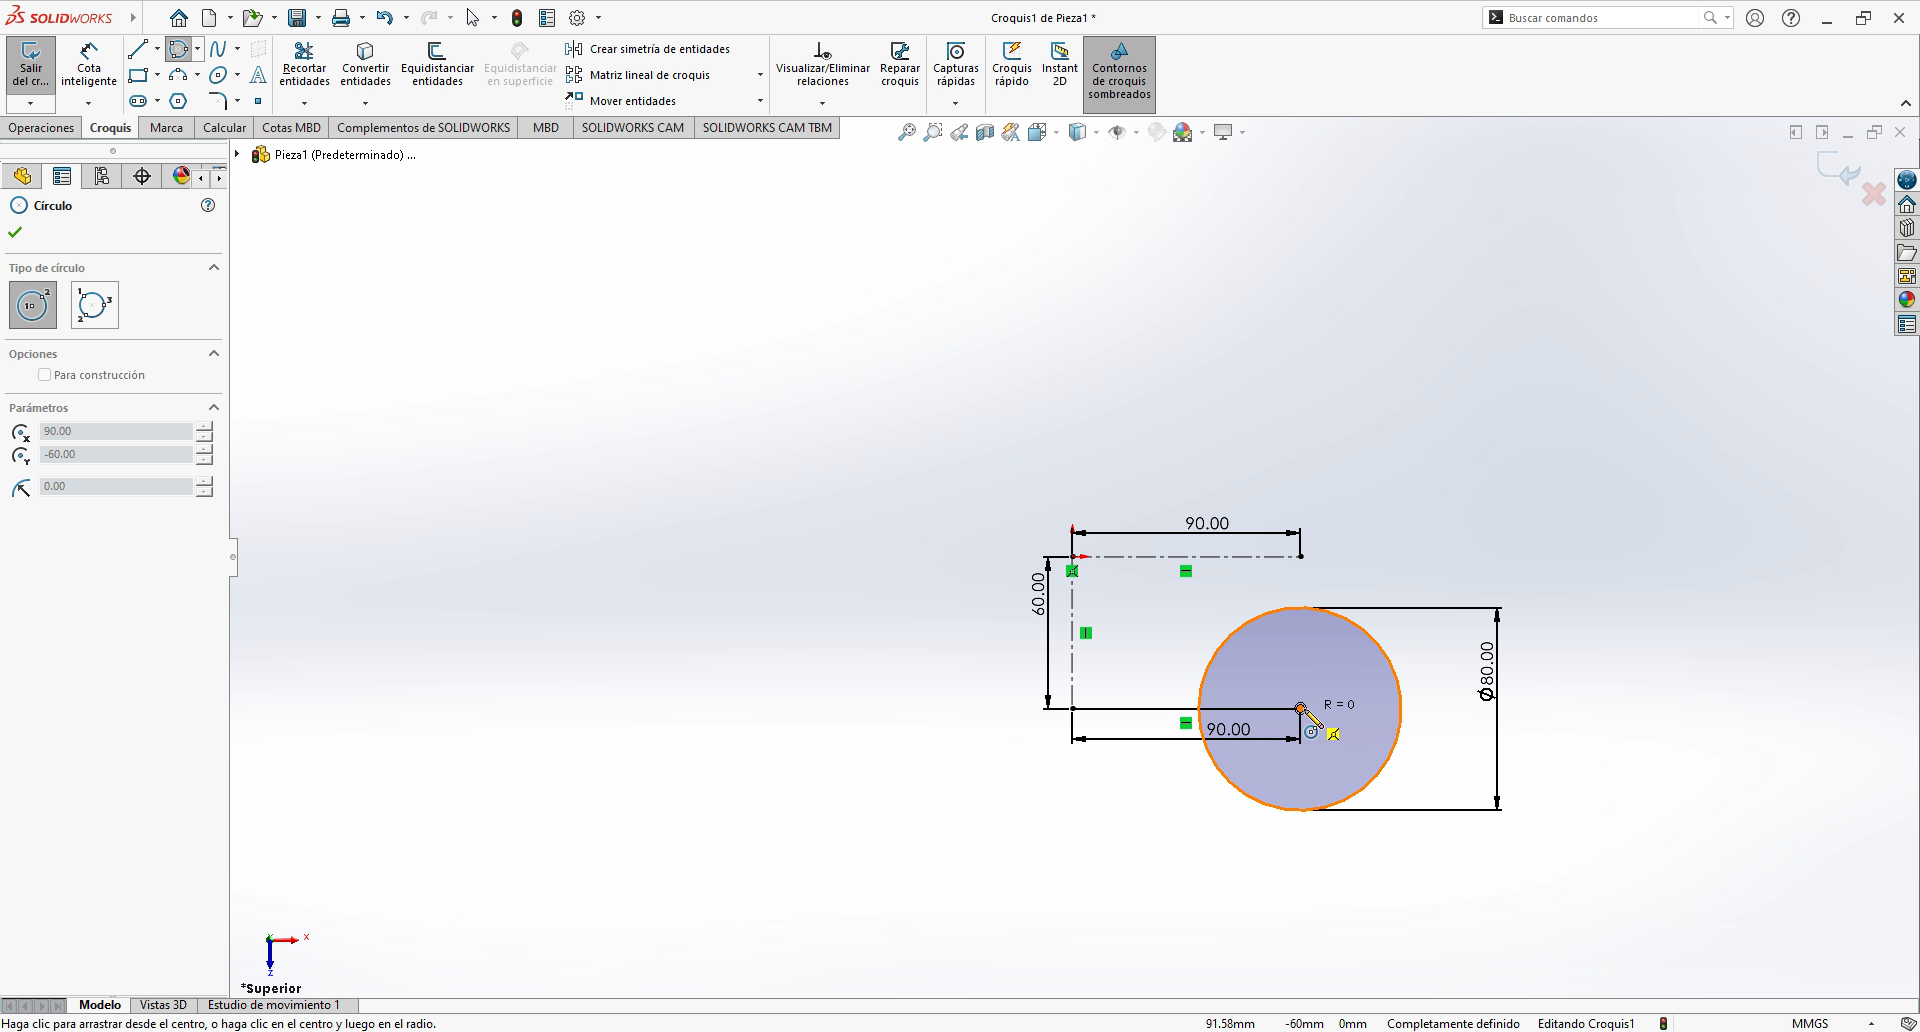 SOLIDWORKS
Croquis1 de Pieza1 *
Buscar comandos
Salir
del cr...
Cota
inteligente
Recortar
entidades
Convertir
entidades
Equidistanciar
entidades
Equidistanciar
en superficie
Crear simetría de entidades
Matriz lineal de croquis
Mover entidades
Visualizar/Eliminar
relaciones
Reparar
croquis
Capturas
rápidas
Croquis
rápido
Instant
2D
Contornos
de croquis
sombreados
Operaciones
Croquis
Marca
Calcular
Cotas MBD
Complementos de SOLIDWORKS
MBD
SOLIDWORKS CAM
SOLIDWORKS CAM TBM
Pieza1 (Predeterminado) ...
Círculo
Tipo de círculo
Opciones
Para construcción
Parámetros
90.00
-60.00
0.00
90.00
60.00
90.00
R = 0
Ø80.00
X
Z
*Superior
Modelo
Vistas 3D
Estudio de movimiento 1
Haga clic para arrastrar desde el centro, o haga clic en el centro y luego en el radio.
91.58mm
-60mm
0mm
Completamente definido
Editando Croquis1
MMGS